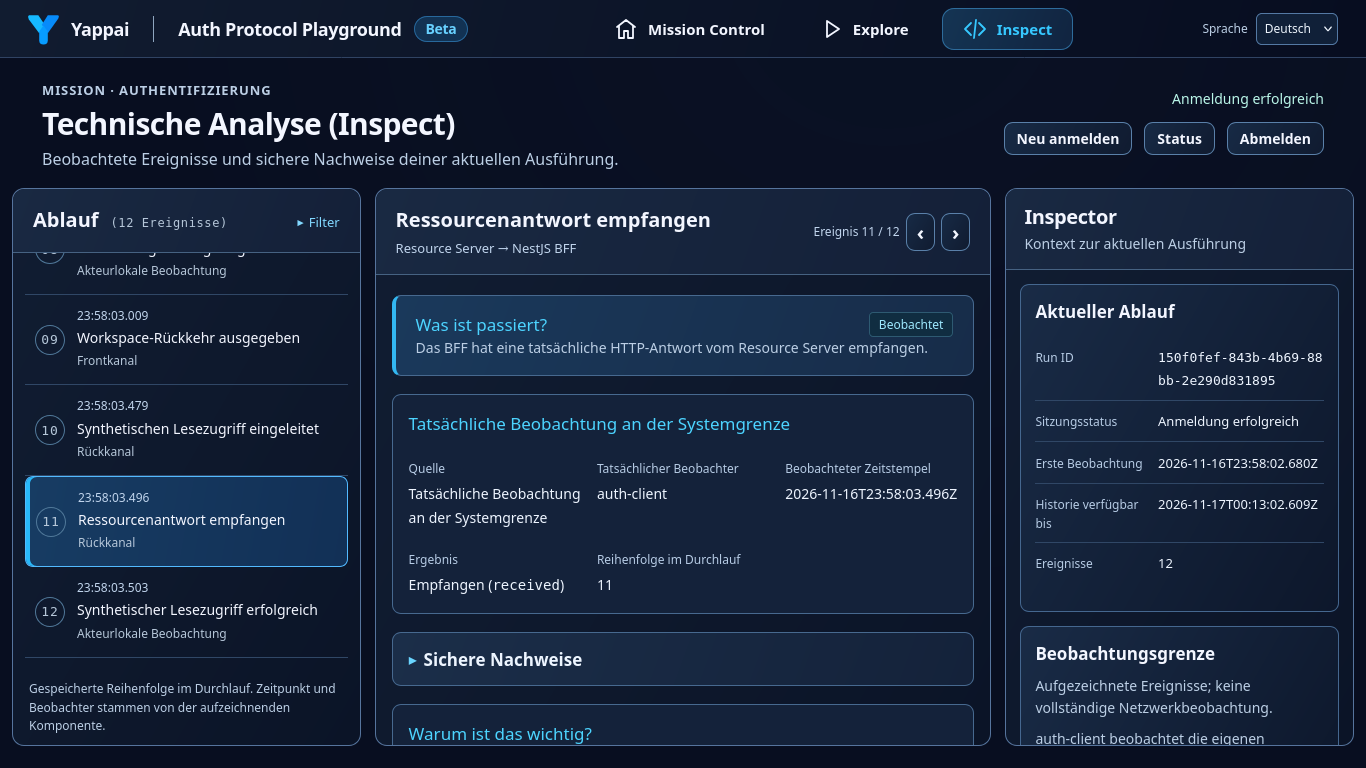 Yappai
Auth Protocol Playground
Beta
Mission Control
Explore
Inspect
Sprache
Deutsch
MISSION · AUTHENTIFIZIERUNG
Technische Analyse (Inspect)
Beobachtete Ereignisse und sichere Nachweise deiner aktuellen Ausführung.
Anmeldung erfolgreich
Neu anmelden
Status
Abmelden
Ablauf (12 Ereignisse)
▸ Filter
Akteurlokale Beobachtung
23:58:03.009
09
Workspace-Rückkehr ausgegeben
Frontkanal
23:58:03.479
10
Synthetischen Lesezugriff eingeleitet
Rückkanal
23:58:03.496
11
Ressourcenantwort empfangen
Rückkanal
23:58:03.503
12
Synthetischer Lesezugriff erfolgreich
Akteurlokale Beobachtung
Gespeicherte Reihenfolge im Durchlauf. Zeitpunkt und
Beobachter stammen von der aufzeichnenden
Komponente.
Ressourcenantwort empfangen
Resource Server → NestJS BFF
Ereignis 11 / 12
‹
›
Was ist passiert?
Beobachtet
Das BFF hat eine tatsächliche HTTP-Antwort vom Resource Server empfangen.
Tatsächliche Beobachtung an der Systemgrenze
Quelle
Tatsächliche Beobachtung
an der Systemgrenze
Tatsächlicher Beobachter
auth-client
Beobachteter Zeitstempel
2026-11-16T23:58:03.496Z
Ergebnis
Empfangen (received)
Reihenfolge im Durchlauf
11
▸ Sichere Nachweise
Warum ist das wichtig?
Inspector
Kontext zur aktuellen Ausführung
Aktueller Ablauf
Run ID
150f0fef-843b-4b69-88
bb-2e290d831895
Sitzungsstatus
Anmeldung erfolgreich
Erste Beobachtung
2026-11-16T23:58:02.680Z
Historie verfügbar
bis
2026-11-17T00:13:02.609Z
Ereignisse
12
Beobachtungsgrenze
Aufgezeichnete Ereignisse; keine
vollständige Netzwerkbeobachtung.
auth-client beobachtet die eigenen